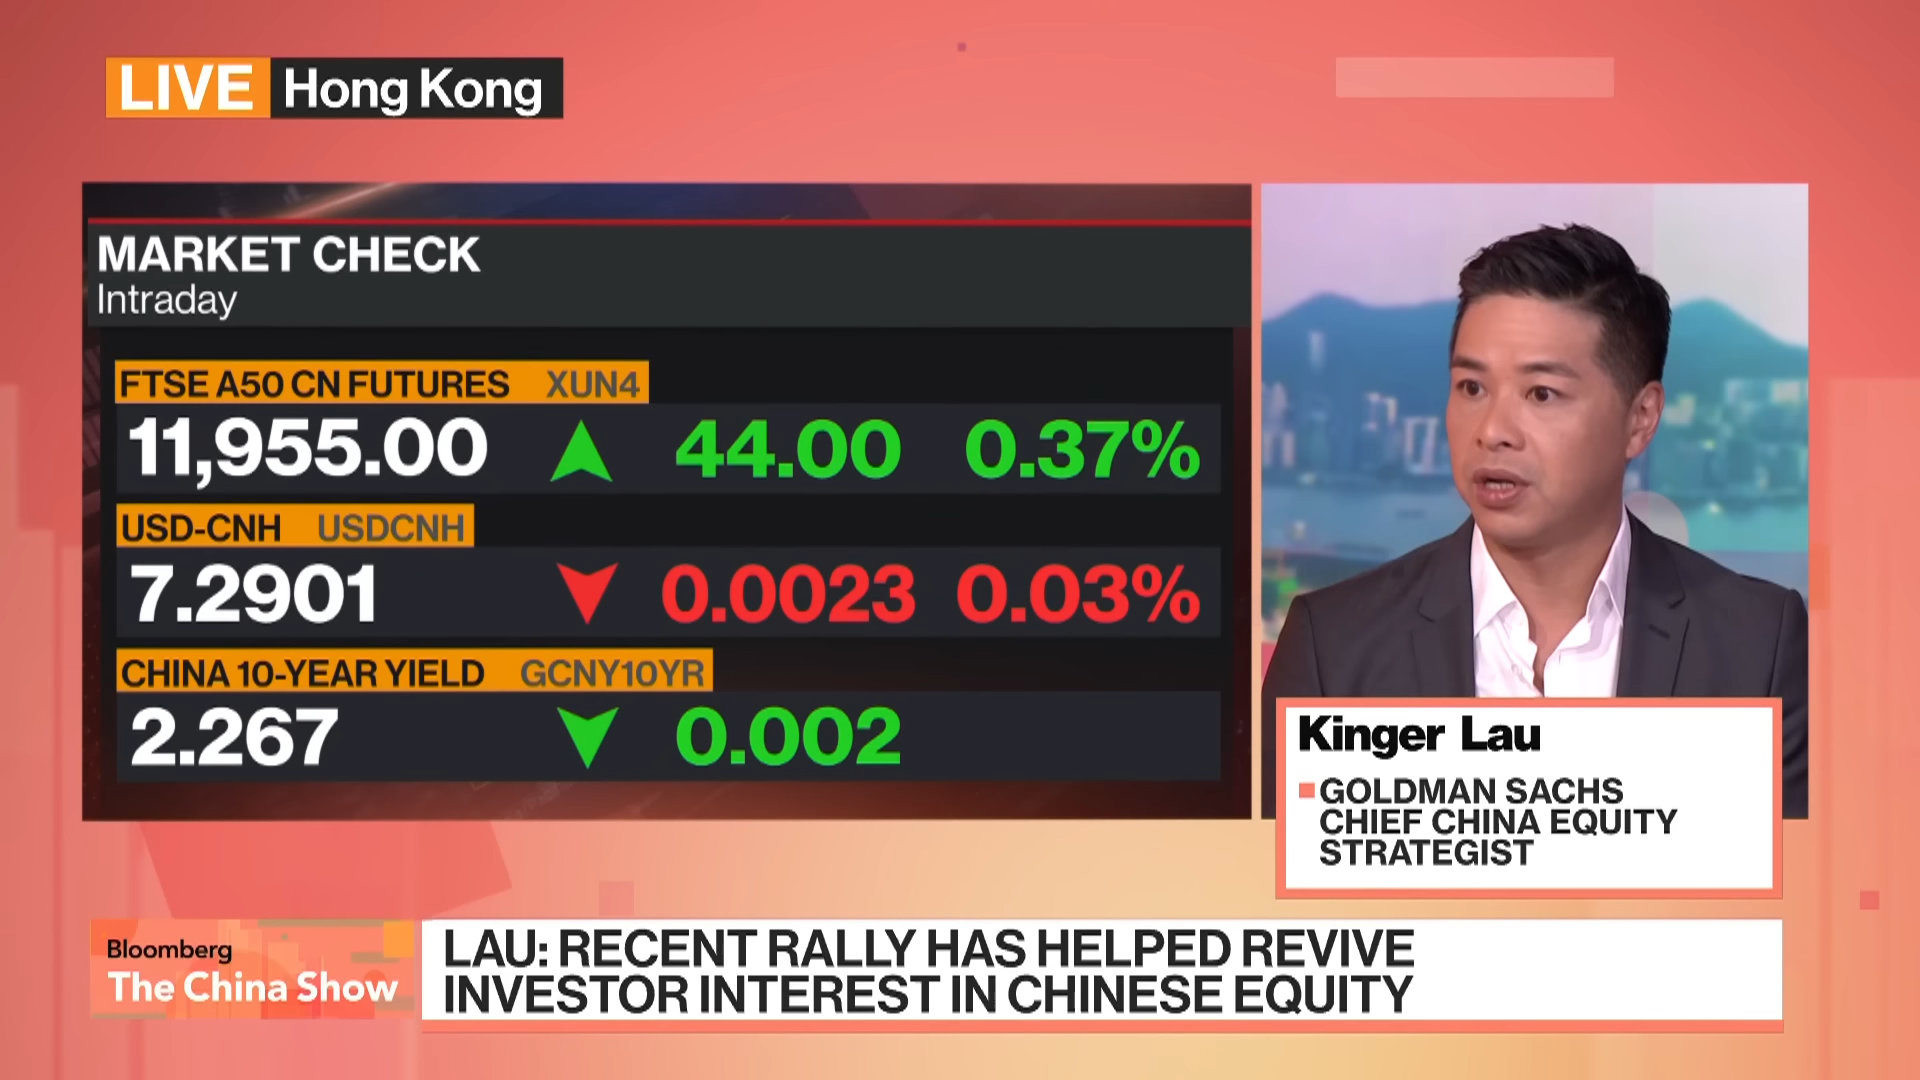 LIVE Hong Kong
MARKET CHECK
Intraday
FTSE A50 CN FUTURES XUN4
11,955.00 44.00 0.37%
USD-CNH USDCNH
7.2901 0.0023 0.03%
CHINA 10-YEAR YIELD GCNY10YR
2.267 0.002
Kinger Lau
GOLDMAN SACHS
CHIEF CHINA EQUITY
STRATEGIST
Bloomberg
The China Show
LAU: RECENT RALLY HAS HELPED REVIVE
INVESTOR INTEREST IN CHINESE EQUITY